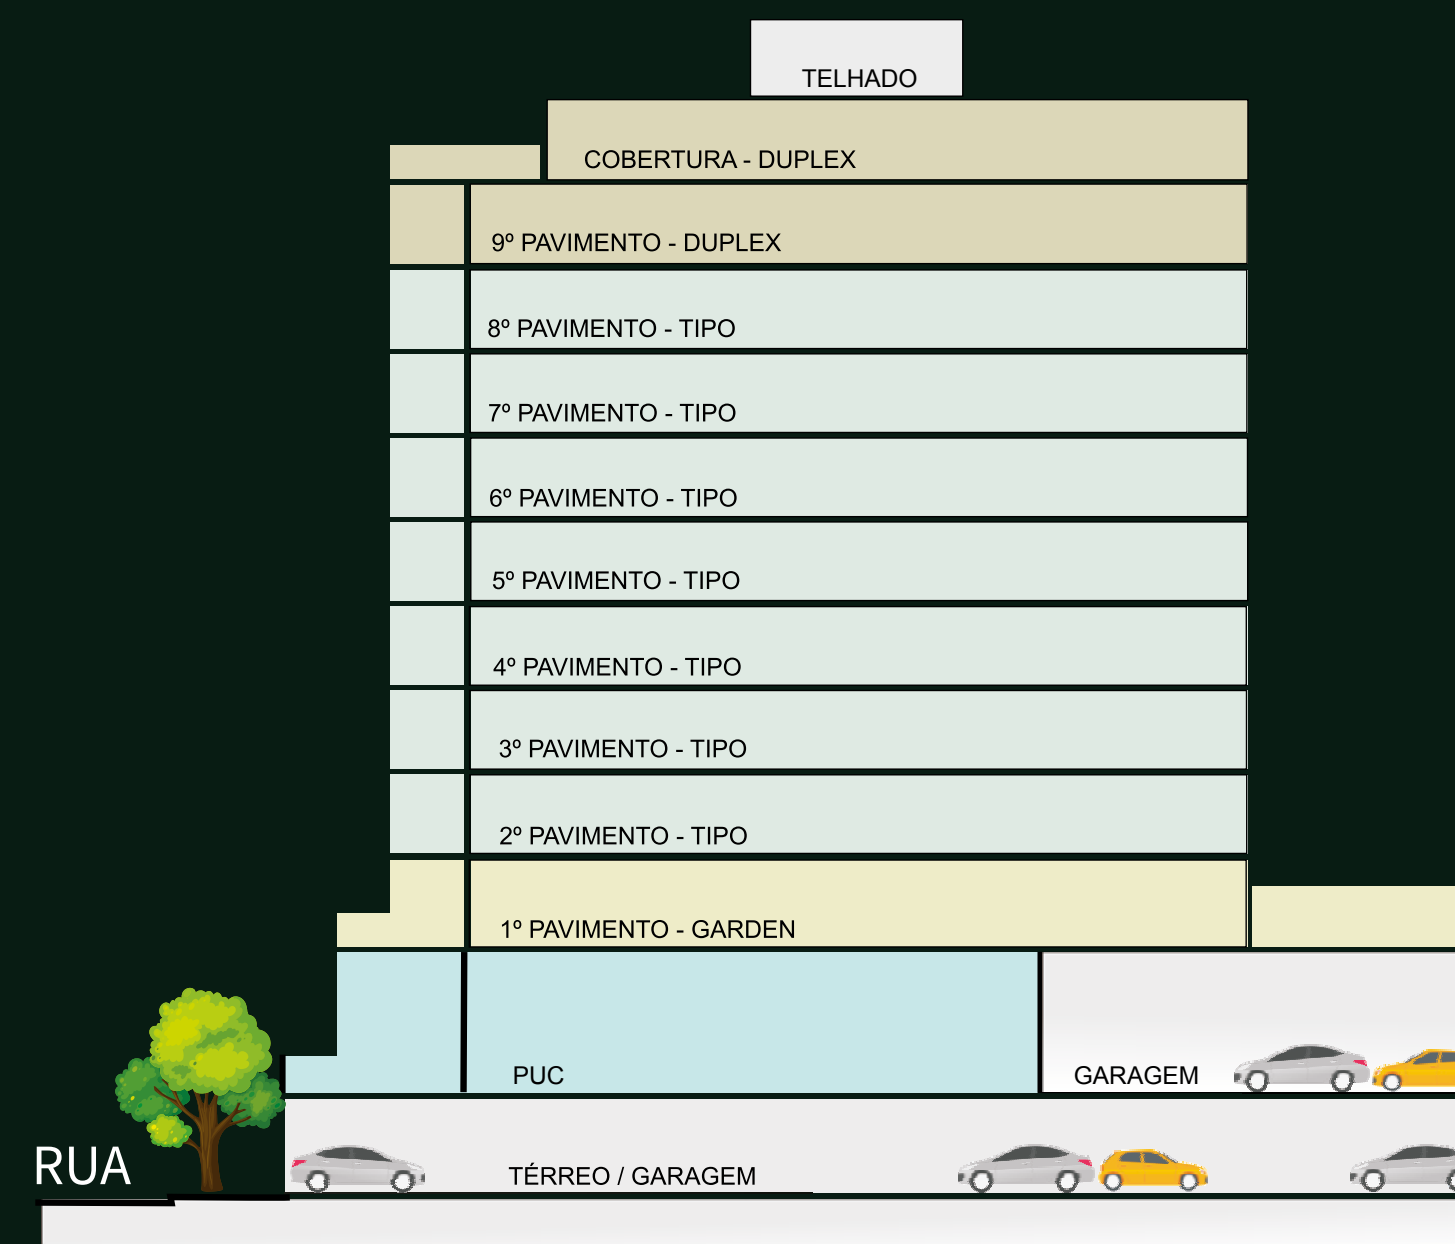 TELHADO
COBERTURA - DUPLEX
9º PAVIMENTO - DUPLEX
8º PAVIMENTO - TIPO
7º PAVIMENTO - TIPO
6º PAVIMENTO - TIPO
5º PAVIMENTO - TIPO
4º PAVIMENTO - TIPO
3º PAVIMENTO - TIPO
2º PAVIMENTO - TIPO
1º PAVIMENTO - GARDEN
PUC
GARAGEM
RUA
TÉRREO / GARAGEM